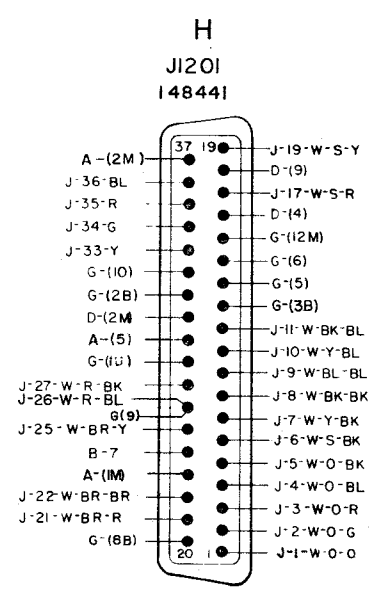 H
J1201
148441
37 19
A-(2M)
J-36-BL
J-35-R
J-34-G
J-33-Y
G-(10)
G-(2B)
D-(2M)
A-(5)
J-27-W-R-BK
J-26-W-R-BL
G(9)
J-25-W-BR-Y
B-7
A-(1M)
J-22-W-BR-BR
J-21-W-BR-R
G-(8B)
J-19-W-S-Y
D-(9)
J-17-W-S-R
D-(4)
G-(12M)
G-(6)
G-(5)
G-(3B)
J-11-W-BK-BL
J-10-W-Y-BL
J-9-W-BL-BL
J-8-W-BK-BK
J-7-W-Y-BK
J-6-W-S-BK
J-5-W-O-BK
J-4-W-O-BL
J-3-W-O-R
J-2-W-O-G
J-1-W-O-O
20 1